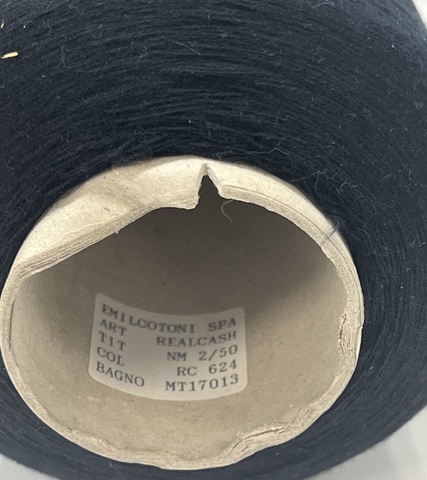 EMILCOTONI SPA
ART REALCASH
TIT NM 2/50
COL RC 624
BAGNO MT17013